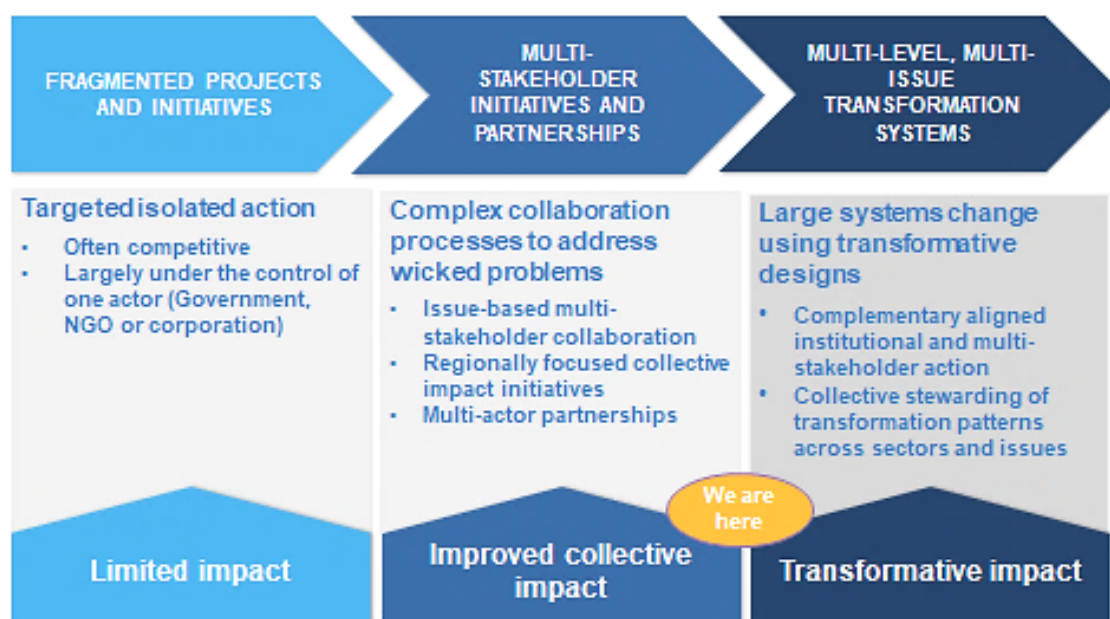 FRAGMENTED PROJECTS
AND INITIATIVES
MULTI-
STAKEHOLDER
INITIATIVES AND
PARTNERSHIPS
MULTI-LEVEL, MULTI-
ISSUE
TRANSFORMATION
SYSTEMS
Targeted isolated action
• Often competitive
• Largely under the control of
one actor (Government,
NGO or corporation)
Complex collaboration
processes to address
wicked problems
• Issue-based multi-
stakeholder collaboration
• Regionally focused collective
impact initiatives
• Multi-actor partnerships
Large systems change
using transformative
designs
• Complementary aligned
institutional and multi-
stakeholder action
• Collective stewarding of
transformation patterns
across sectors and issues
We are
here
Limited impact
Improved collective
impact
Transformative impact